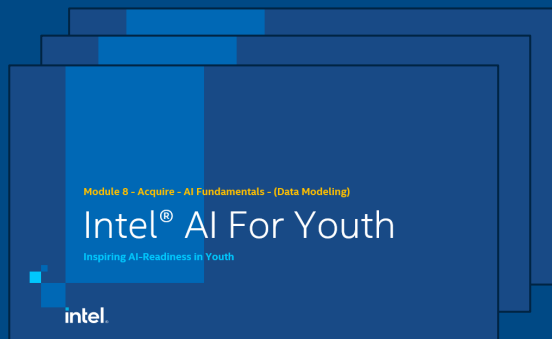 Module 8 - Acquire - AI Fundamentals - (Data Modeling)
Intel® AI For Youth
Inspiring AI-Readiness in Youth
intel.